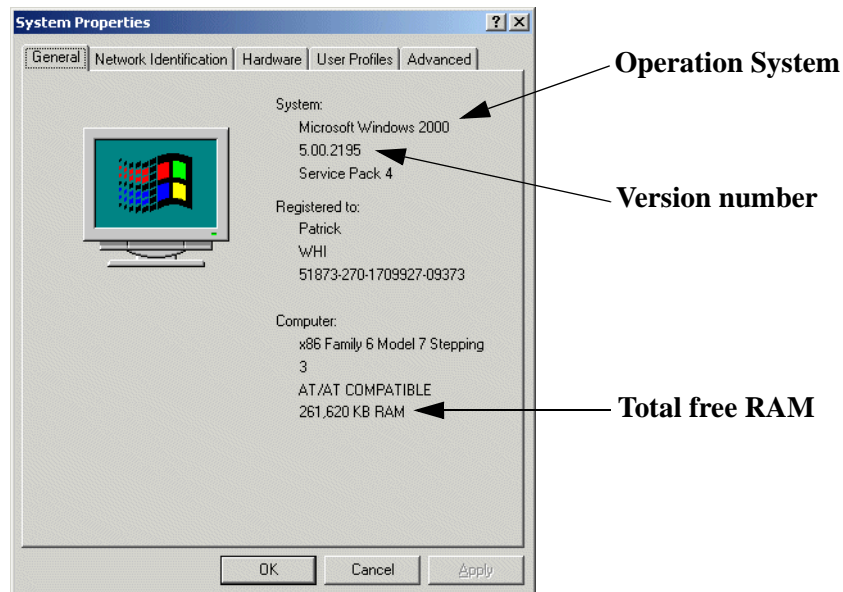 System Properties
General Network Identification Hardware User Profiles Advanced
System:
Microsoft Windows 2000
5.00.2195
Service Pack 4
Registered to:
Patrick
WHI
51873-270-1709927-09373
Computer:
x86 Family 6 Model 7 Stepping
3
AT/AT COMPATIBLE
261,620 KB RAM
OK Cancel Apply
Operation System
Version number
Total free RAM